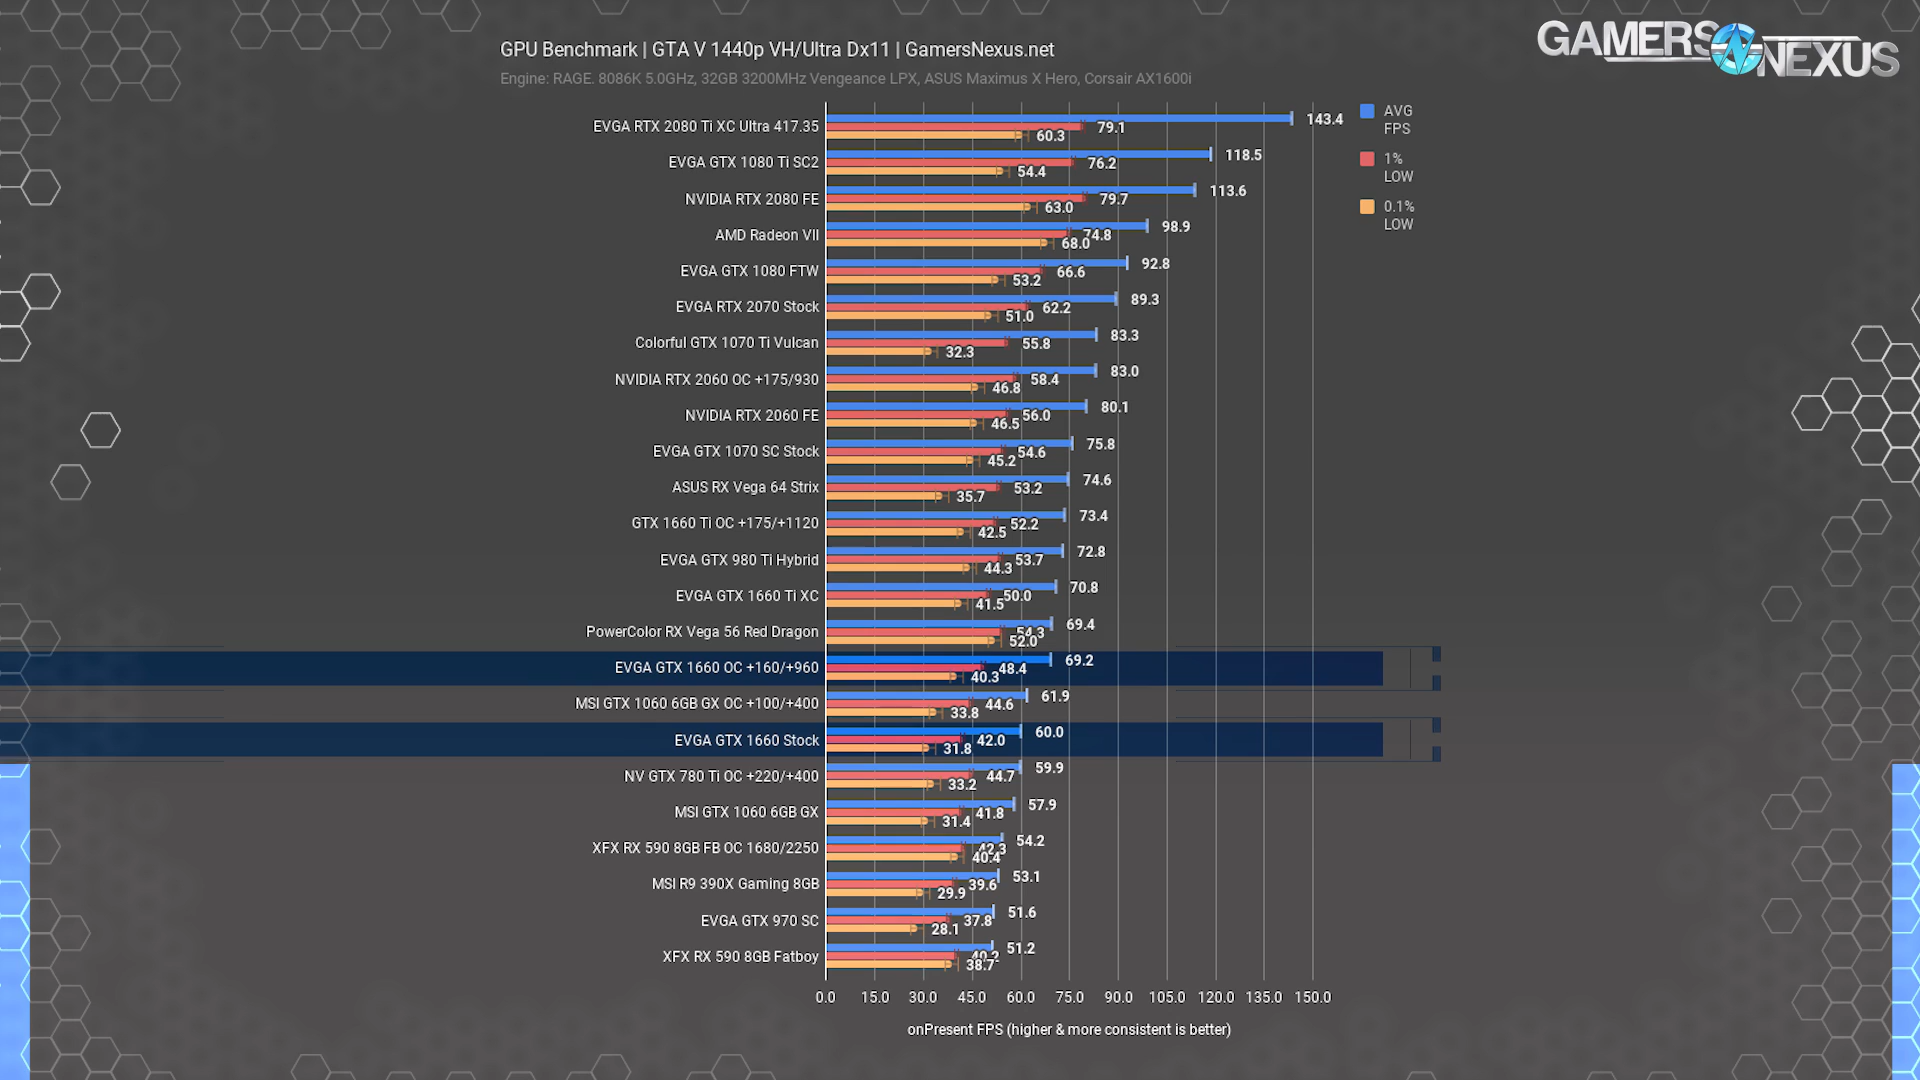 GAMERS NEXUS
GPU Benchmark | GTA V 1440p VH/Ultra Dx11 | GamersNexus.net
Engine: RAGE. 8086K 5.0GHz, 32GB 3200MHz Vengeance LPX, ASUS Maximus X Hero, Corsair AX1600i
AVG
FPS
1%
LOW
0.1%
LOW
EVGA RTX 2080 Ti XC Ultra 417.35
143.4
79.1
60.3
EVGA GTX 1080 Ti SC2
118.5
76.2
54.4
NVIDIA RTX 2080 FE
113.6
79.7
63.0
AMD Radeon VII
98.9
74.8
68.0
EVGA GTX 1080 FTW
92.8
66.6
53.2
EVGA RTX 2070 Stock
89.3
62.2
51.0
Colorful GTX 1070 Ti Vulcan
83.3
55.8
32.3
NVIDIA RTX 2060 OC +175/930
83.0
58.4
46.8
NVIDIA RTX 2060 FE
80.1
56.0
46.5
EVGA GTX 1070 SC Stock
75.8
54.6
45.2
ASUS RX Vega 64 Strix
74.6
53.2
35.7
GTX 1660 Ti OC +175/+1120
73.4
52.2
42.5
EVGA GTX 980 Ti Hybrid
72.8
53.7
44.3
EVGA GTX 1660 Ti XC
70.8
50.0
41.5
PowerColor RX Vega 56 Red Dragon
69.4
54.3
52.0
EVGA GTX 1660 OC +160/+960
69.2
48.4
40.3
MSI GTX 1060 6GB GX OC +100/+400
61.9
44.6
33.8
EVGA GTX 1660 Stock
60.0
42.0
31.8
NV GTX 780 Ti OC +220/+400
59.9
44.7
33.2
MSI GTX 1060 6GB GX
57.9
41.8
31.4
XFX RX 590 8GB FB OC 1680/2250
54.2
42.3
40.4
MSI R9 390X Gaming 8GB
53.1
39.6
29.9
EVGA GTX 970 SC
51.6
37.8
28.1
XFX RX 590 8GB Fatboy
51.2
40.2
38.7
0.0 15.0 30.0 45.0 60.0 75.0 90.0 105.0 120.0 135.0 150.0
onPresent FPS (higher & more consistent is better)